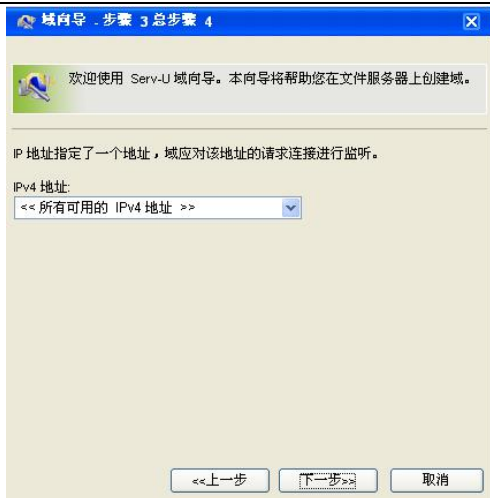 域向导 - 步骤 3 总步骤 4
欢迎使用 Serv-U 域向导。本向导将帮助您在文件服务器上创建域。
IP 地址指定了一个地址，域应对该地址的请求连接进行监听。
IPv4 地址:
<< 所有可用的 IPv4 地址 >>
<<上一步 下一步>> 取消